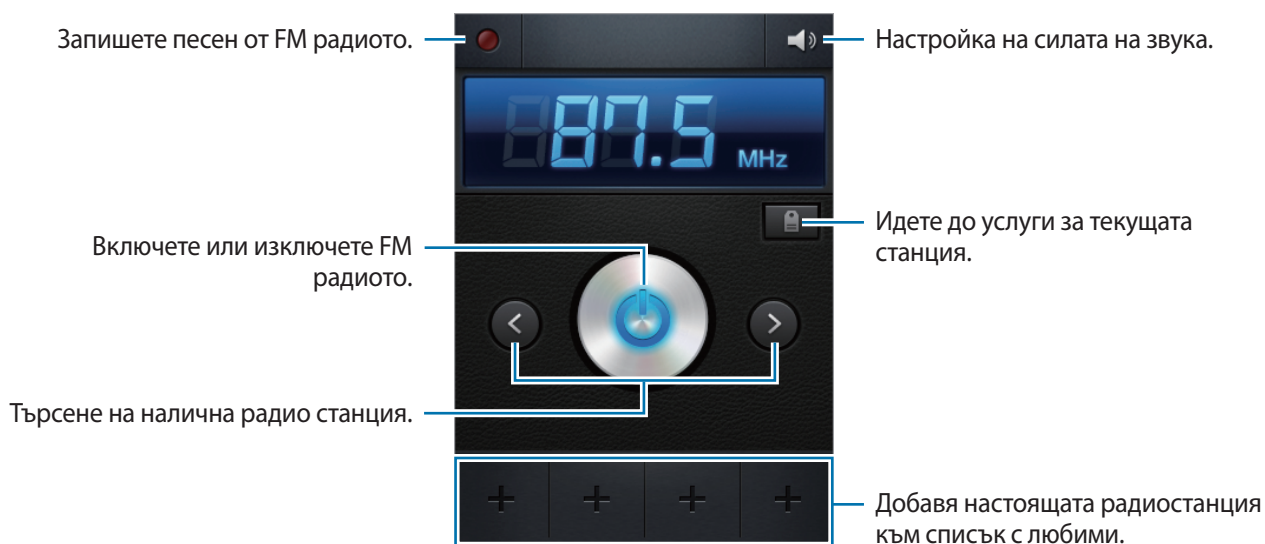 Запишете песен от FM радиото.
Настройка на силата на звука.
87.5 MHz
Идете до услуги за текущата
станция.
Включете или изключете FM
радиото.
Търсене на налична радио станция.
Добавя настоящата радиостанция
към списък с любими.